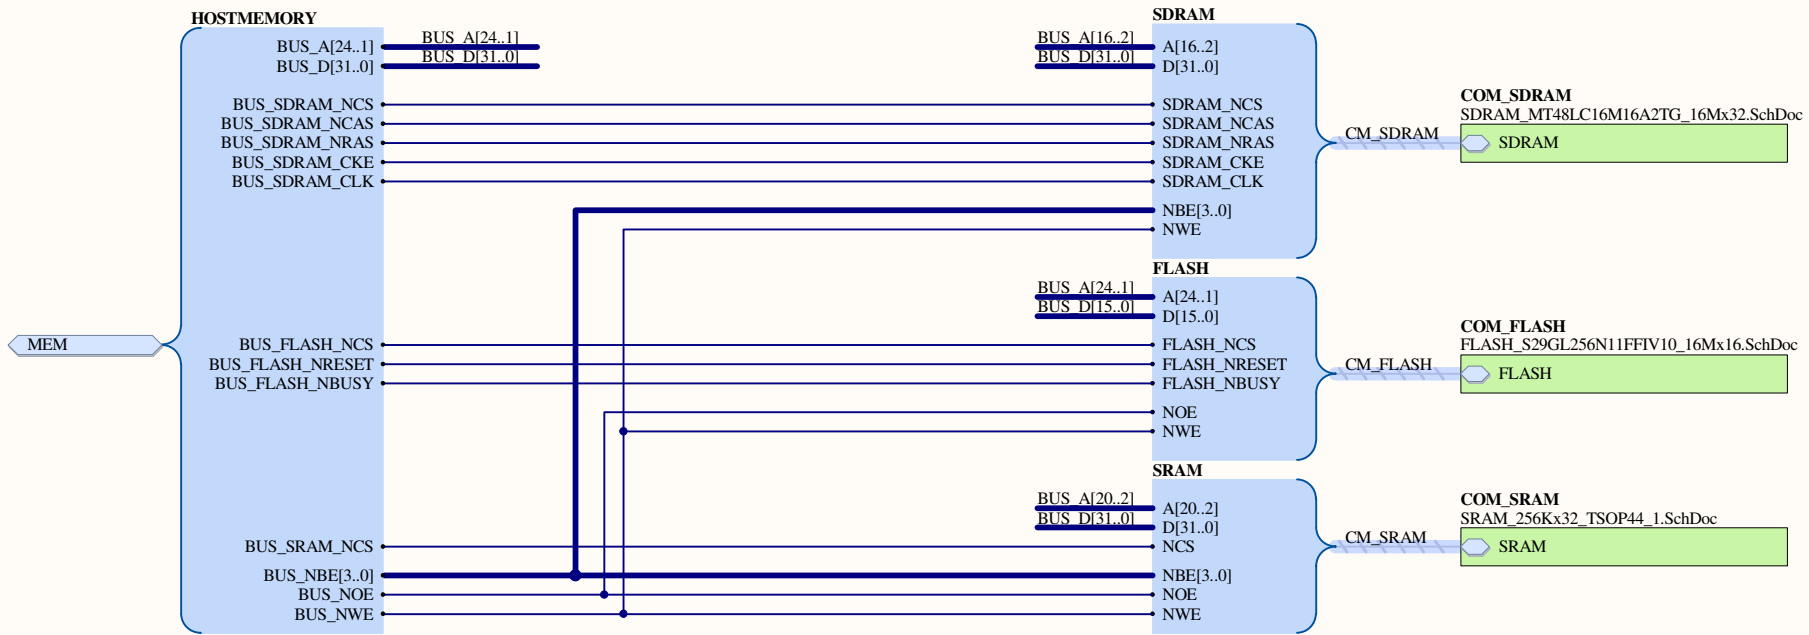 HOSTMEMORY
BUS_A[24..1]
BUS_D[31..0]
BUS_SDRAM_NCS
BUS_SDRAM_NCAS
BUS_SDRAM_NRAS
BUS_SDRAM_CKE
BUS_SDRAM_CLK
BUS_FLASH_NCS
BUS_FLASH_NRESET
BUS_FLASH_NBUSY
BUS_SRAM_NCS
BUS_NBE[3..0]
BUS_NOE
BUS_NWE
MEM
BUS_A[24..1]
BUS_D[31..0]
SDRAM
BUS_A[16..2]
BUS_D[31..0]
A[16..2]
D[31..0]
SDRAM_NCS
SDRAM_NCAS
SDRAM_NRAS
SDRAM_CKE
SDRAM_CLK
NBE[3..0]
NWE
CM_SDRAM
COM_SDRAM
SDRAM_MT48LC16M16A2TG_16Mx32.SchDoc
SDRAM
FLASH
BUS_A[24..1]
BUS_D[15..0]
A[24..1]
D[15..0]
FLASH_NCS
FLASH_NRESET
FLASH_NBUSY
NOE
NWE
CM_FLASH
COM_FLASH
FLASH_S29GL256N11FFIV10_16Mx16.SchDoc
FLASH
SRAM
BUS_A[20..2]
BUS_D[31..0]
A[20..2]
D[31..0]
NCS
NBE[3..0]
NOE
NWE
CM_SRAM
COM_SRAM
SRAM_256Kx32_TSOP44_1.SchDoc
SRAM